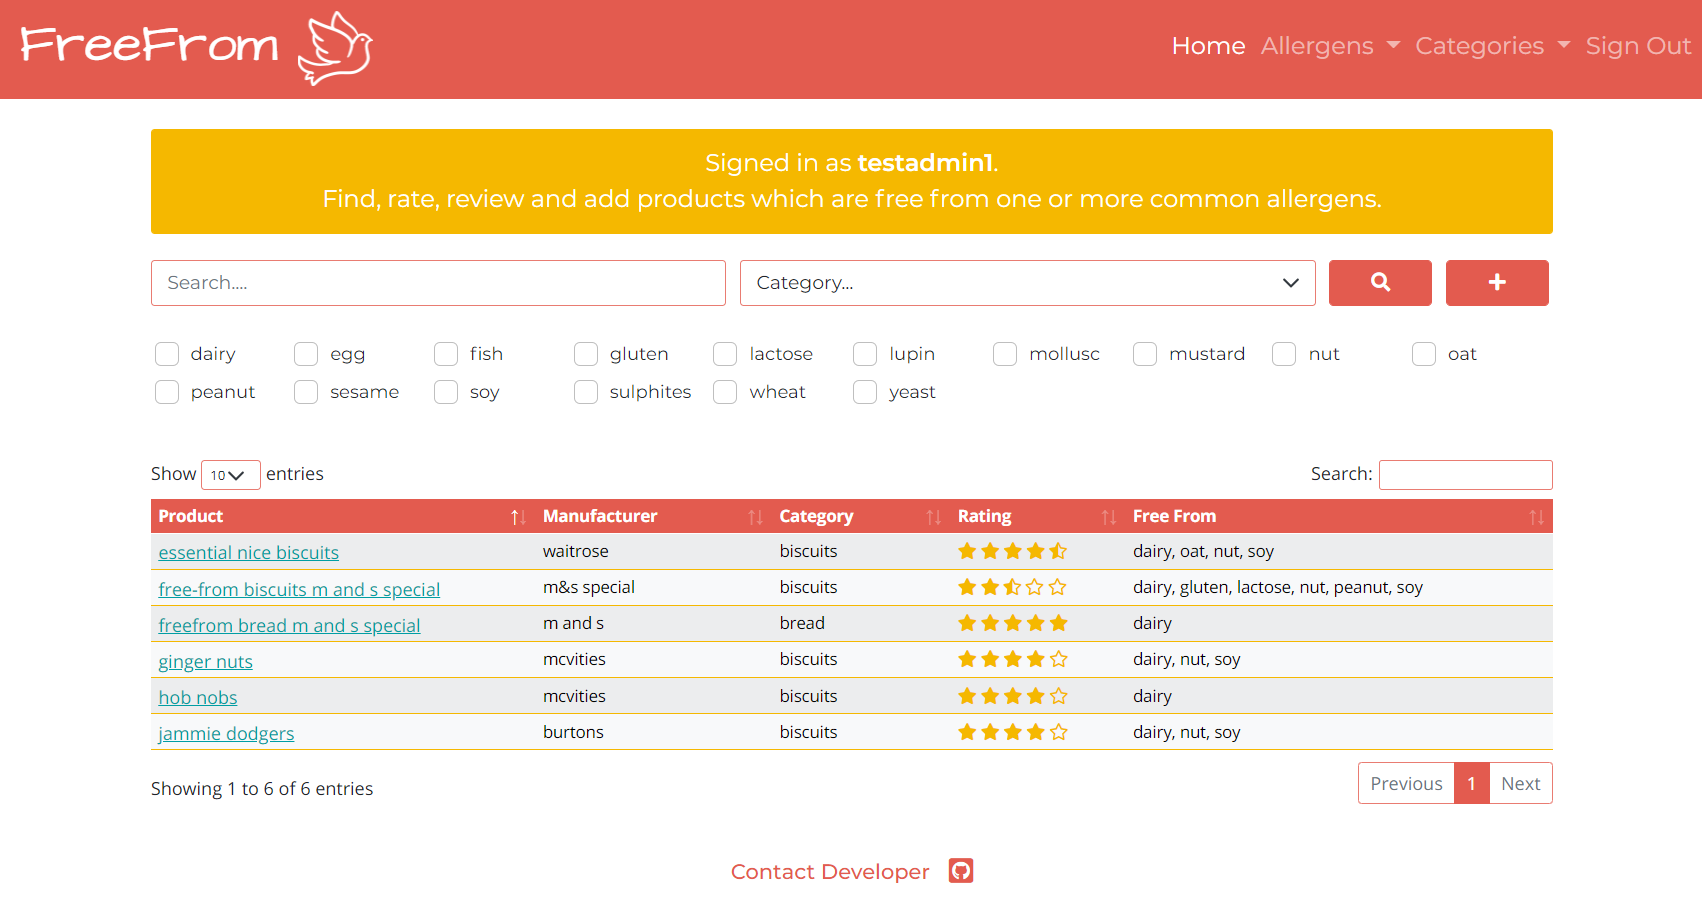 FreeFrom
Home Allergens Categories Sign Out
Signed in as testadmin1.
Find, rate, review and add products which are free from one or more common allergens.
Search.... Category...
dairy egg fish gluten lactose lupin mollusc mustard nut oat
peanut sesame soy sulphites wheat yeast
Show 10 entries Search:
Product Manufacturer Category Rating Free From
essential nice biscuits waitrose biscuits dairy, oat, nut, soy
free-from biscuits m and s special m&s special biscuits dairy, gluten, lactose, nut, peanut, soy
freefrom bread m and s special m and s bread dairy
ginger nuts mcvities biscuits dairy, nut, soy
hob nobs mcvities biscuits dairy
jammie dodgers burtons biscuits dairy, nut, soy
Showing 1 to 6 of 6 entries Previous 1 Next
Contact Developer